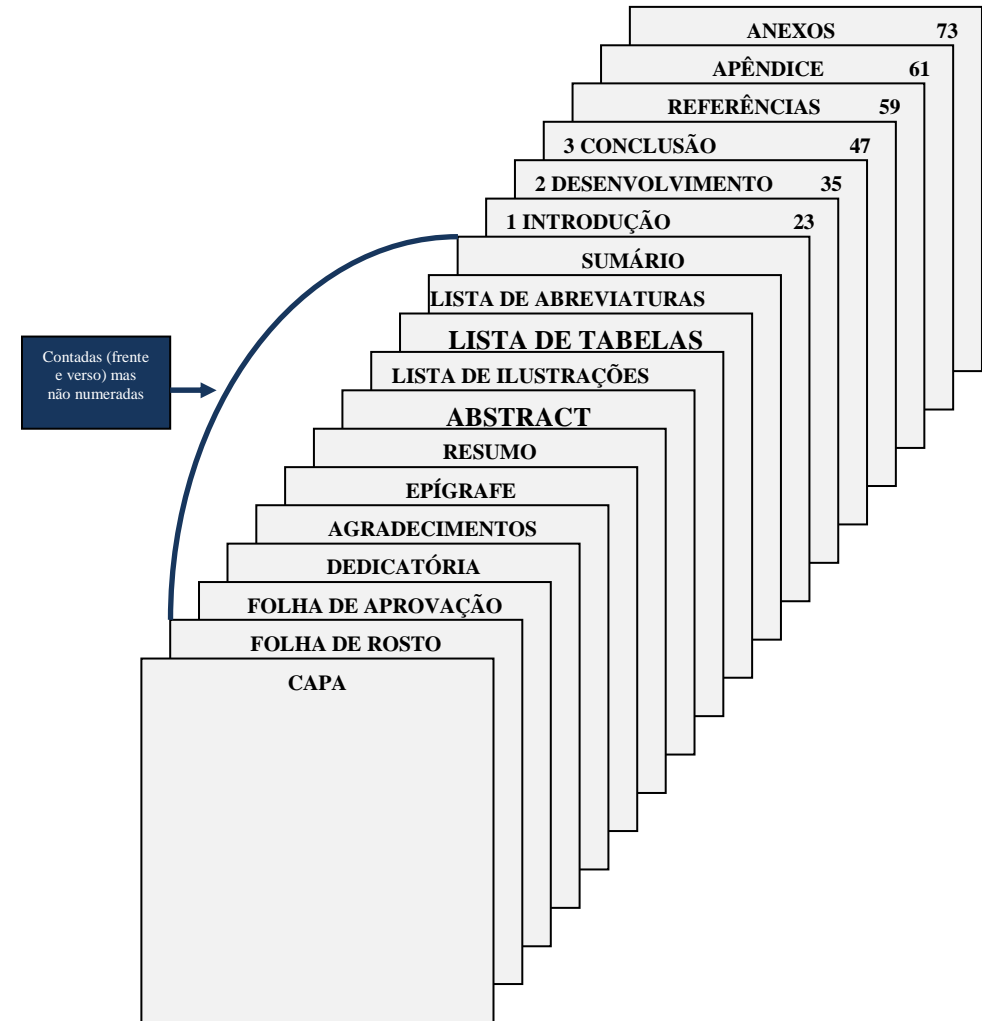 ANEXOS 73
APÊNDICE 61
REFERÊNCIAS 59
3 CONCLUSÃO 47
2 DESENVOLVIMENTO 35
1 INTRODUÇÃO 23
SUMÁRIO
LISTA DE ABREVIATURAS
LISTA DE TABELAS
LISTA DE ILUSTRAÇÕES
ABSTRACT
RESUMO
EPÍGRAFE
AGRADECIMENTOS
DEDICATÓRIA
FOLHA DE APROVAÇÃO
FOLHA DE ROSTO
CAPA
Contadas (frente
e verso) mas
não numeradas